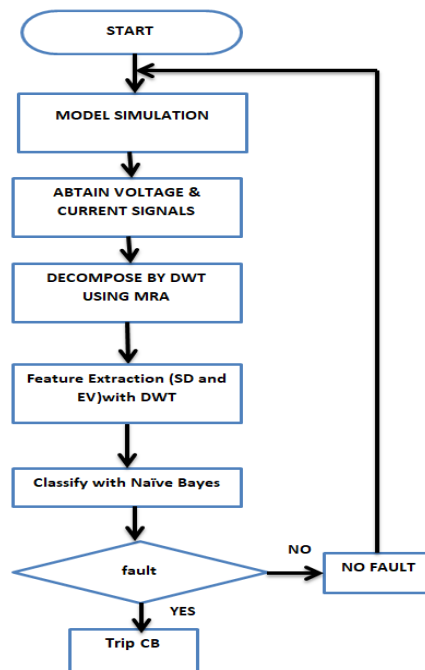 START
MODEL SIMULATION
ABTAIN VOLTAGE &
CURRENT SIGNALS
DECOMPOSE BY DWT
USING MRA
Feature Extraction (SD and
EV)with DWT
Classify with Naïve Bayes
fault
NO
NO FAULT
YES
Trip CB